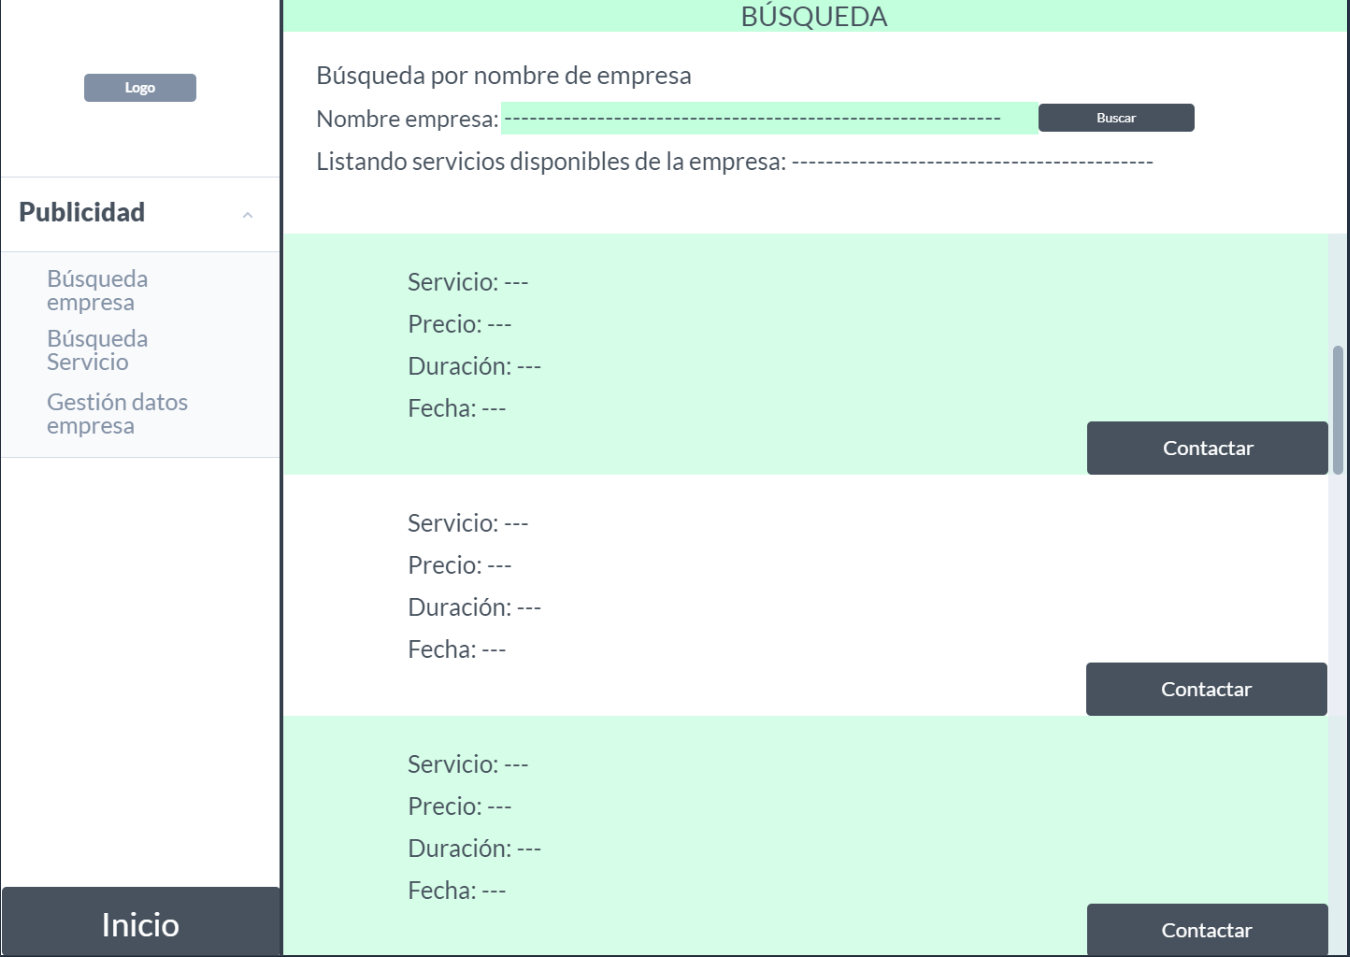 BÚSQUEDA
Logo
Búsqueda por nombre de empresa
Nombre empresa: ----------------------------------------------------------- Buscar
Listando servicios disponibles de la empresa: -------------------------------------------
Publicidad
Búsqueda
empresa
Búsqueda
Servicio
Gestión datos
empresa
Servicio: ---
Precio: ---
Duración: ---
Fecha: ---
Contactar
Servicio: ---
Precio: ---
Duración: ---
Fecha: ---
Contactar
Servicio: ---
Precio: ---
Duración: ---
Fecha: ---
Contactar
Inicio